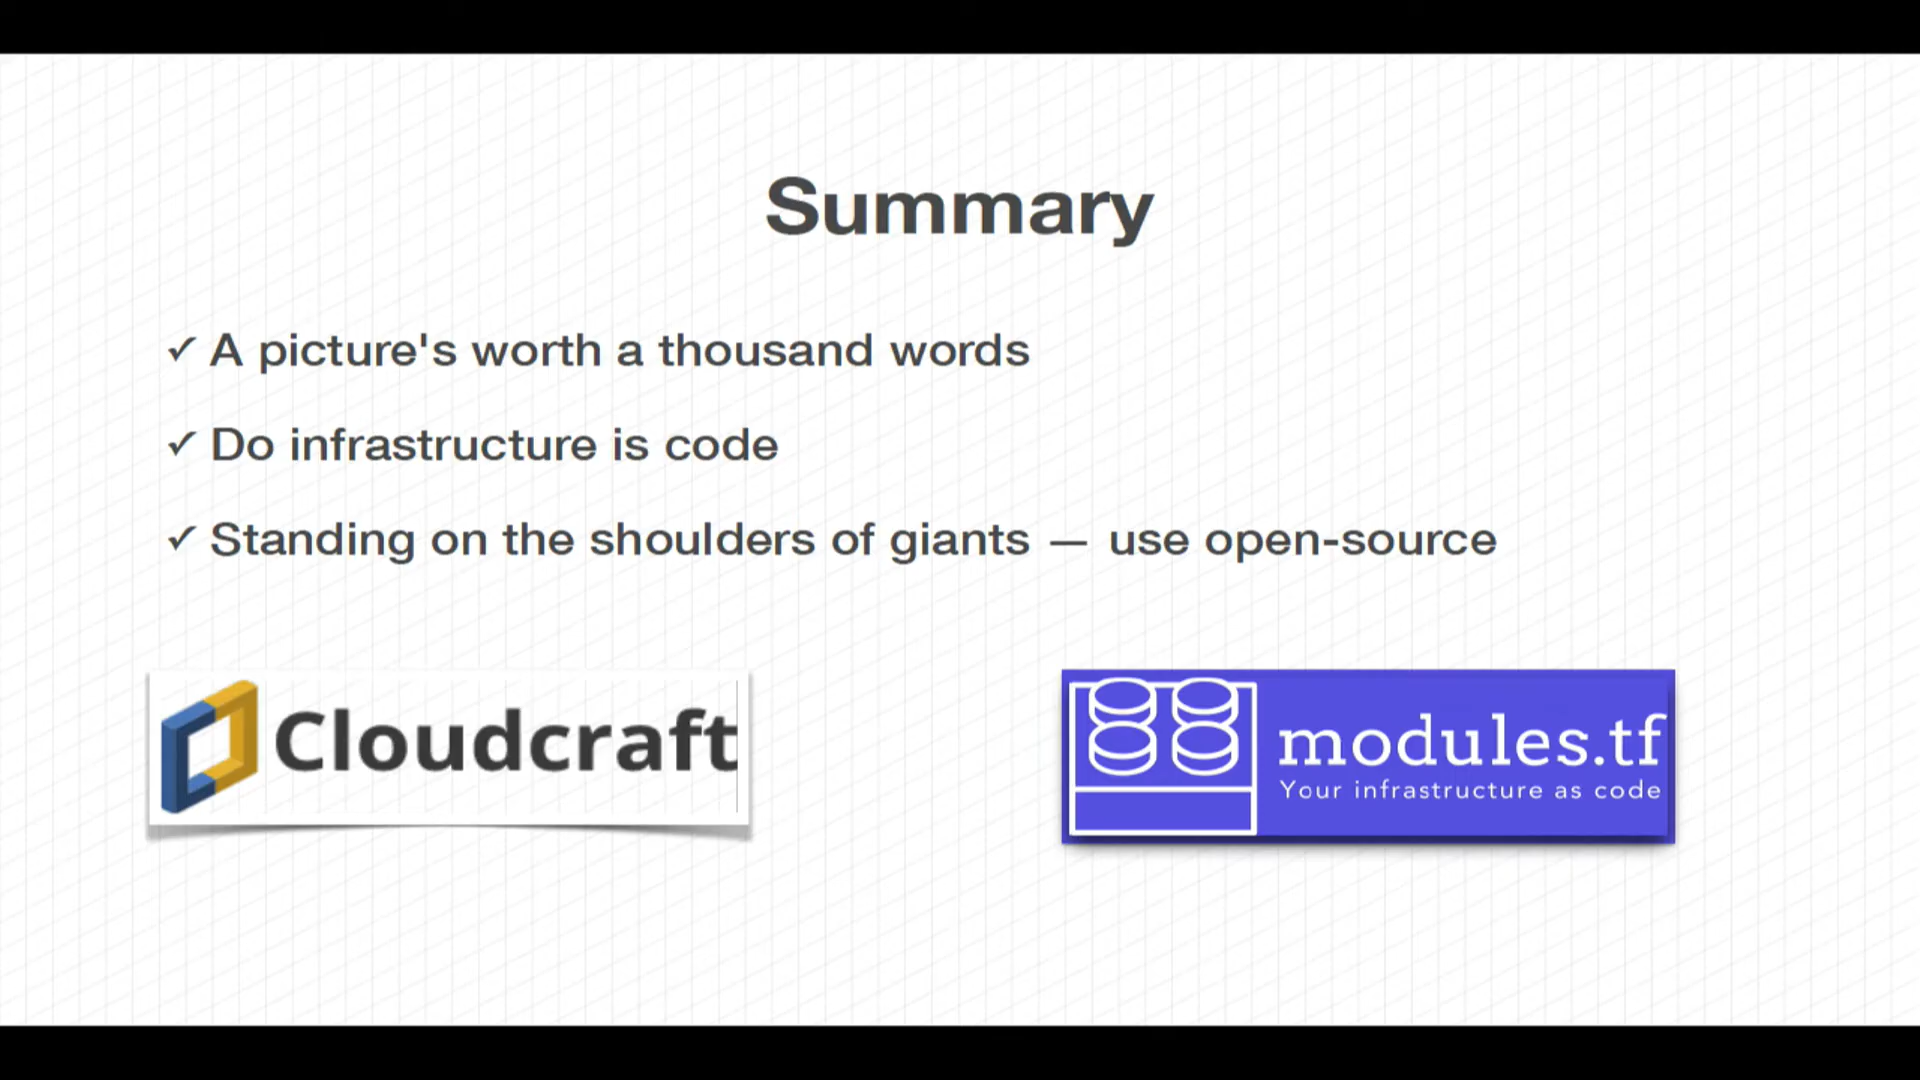 Summary
✓ A picture's worth a thousand words
✓ Do infrastructure is code
✓ Standing on the shoulders of giants — use open-source
Cloudcraft
modules.tf
Your infrastructure as code